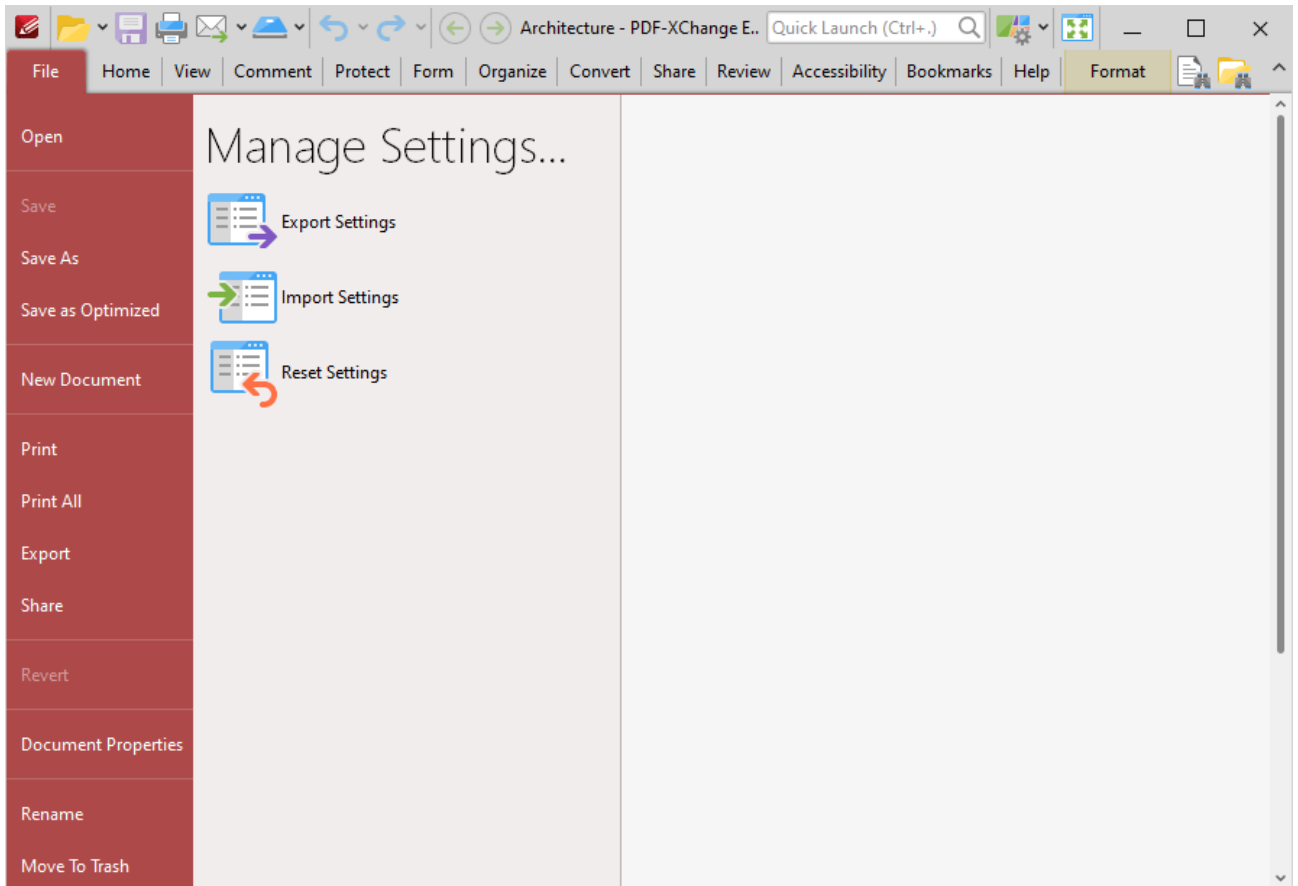 Architecture - PDF-XChange E.. Quick Launch (Ctrl+.)
File Home View Comment Protect Form Organize Convert Share Review Accessibility Bookmarks Help Format
Open
Manage Settings...
Save
Export Settings
Save As
Import Settings
Save as Optimized
Reset Settings
New Document
Print
Print All
Export
Share
Revert
Document Properties
Rename
Move To Trash